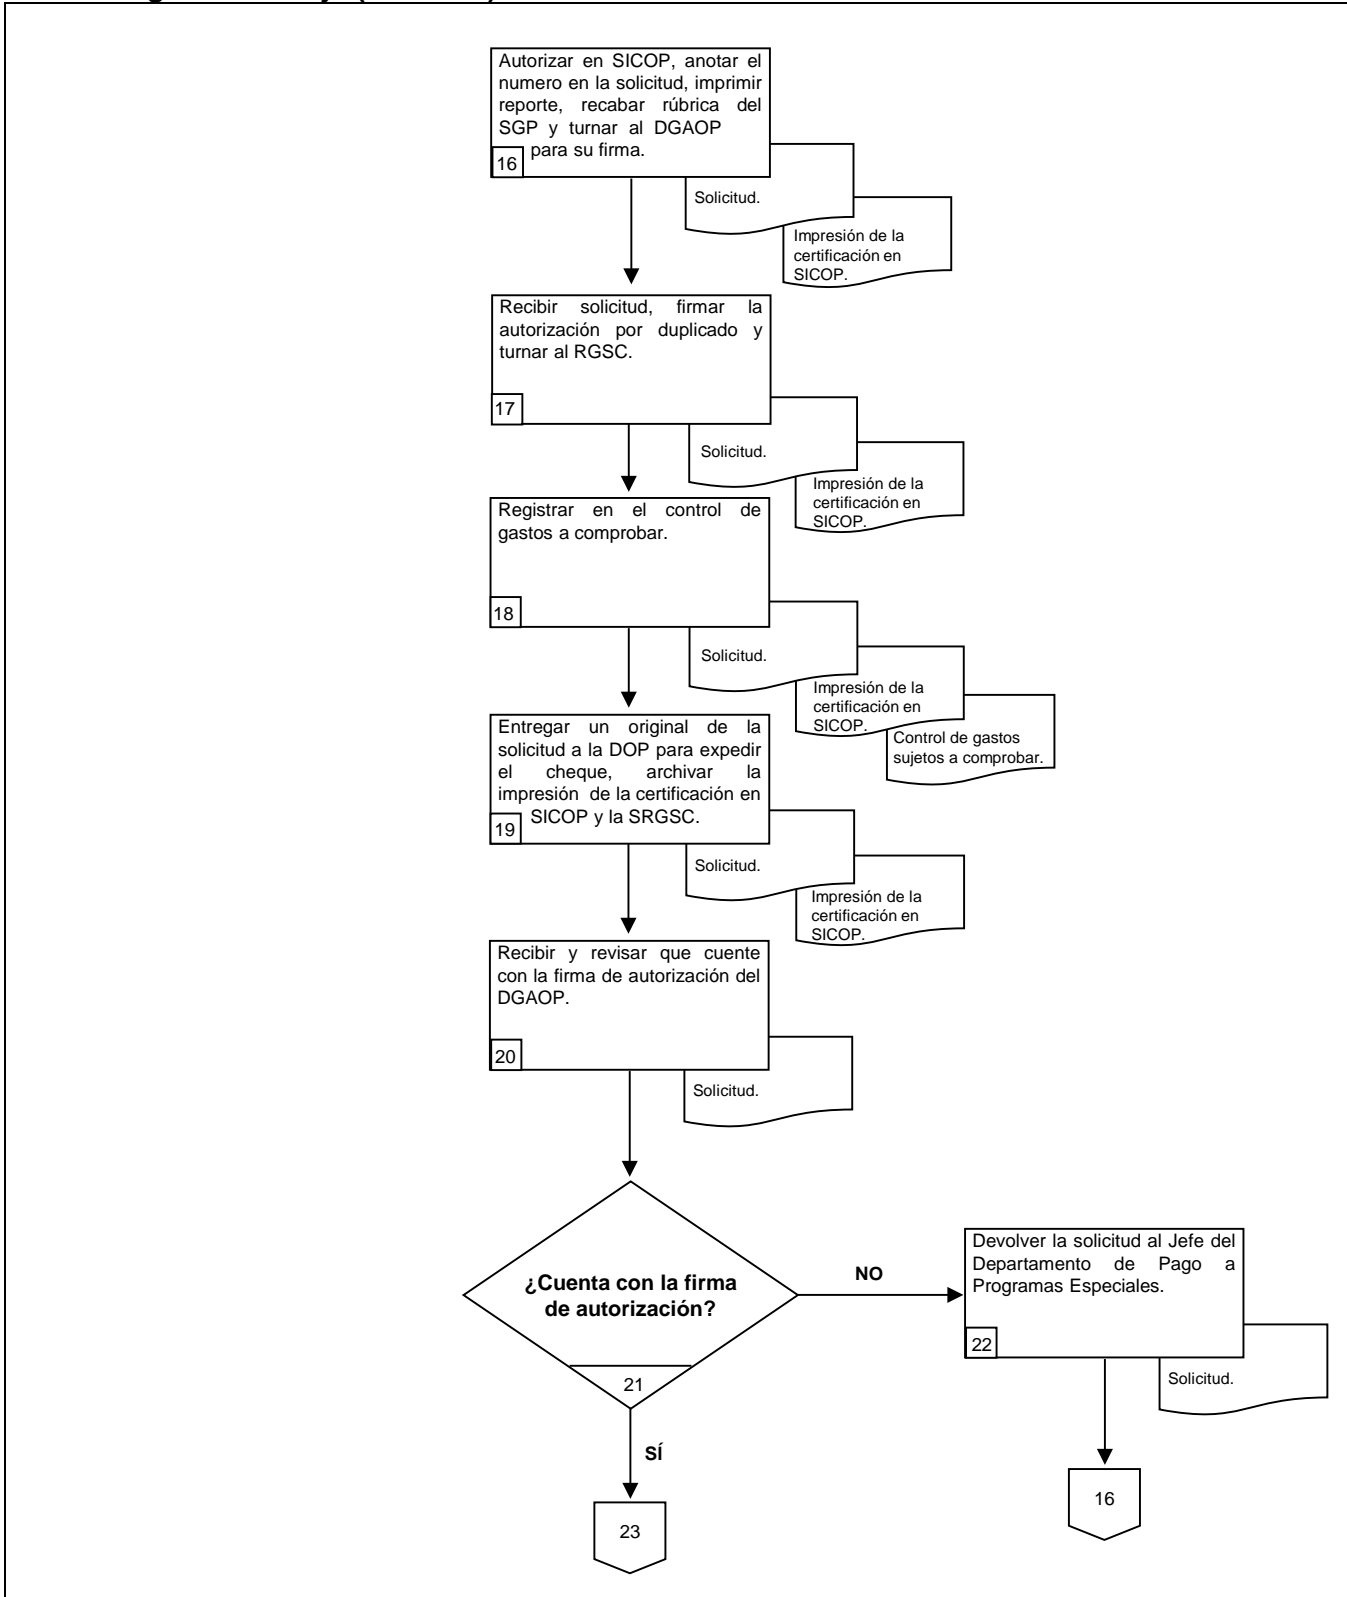 Autorizar en SICOP, anotar el
numero en la solicitud, imprimir
reporte, recabar rúbrica del
SGP y turnar al DGAOP
para su firma.
16
Solicitud.
Impresión de la
certificación en
SICOP.
Recibir solicitud, firmar la
autorización por duplicado y
turnar al RGSC.
17
Solicitud.
Impresión de la
certificación en
SICOP.
Registrar en el control de
gastos a comprobar.
18
Solicitud.
Impresión de la
certificación en
SICOP.
Control de gastos
sujetos a comprobar.
Entregar un original de la
solicitud a la DOP para expedir
el cheque, archivar la
impresión de la certificación en
SICOP y la SRGSC.
19
Solicitud.
Impresión de la
certificación en
SICOP.
Recibir y revisar que cuente
con la firma de autorización del
DGAOP.
20
Solicitud.
¿Cuenta con la firma
de autorización?
21
NO
Devolver la solicitud al Jefe del
Departamento de Pago a
Programas Especiales.
22
Solicitud.
16
SÍ
23